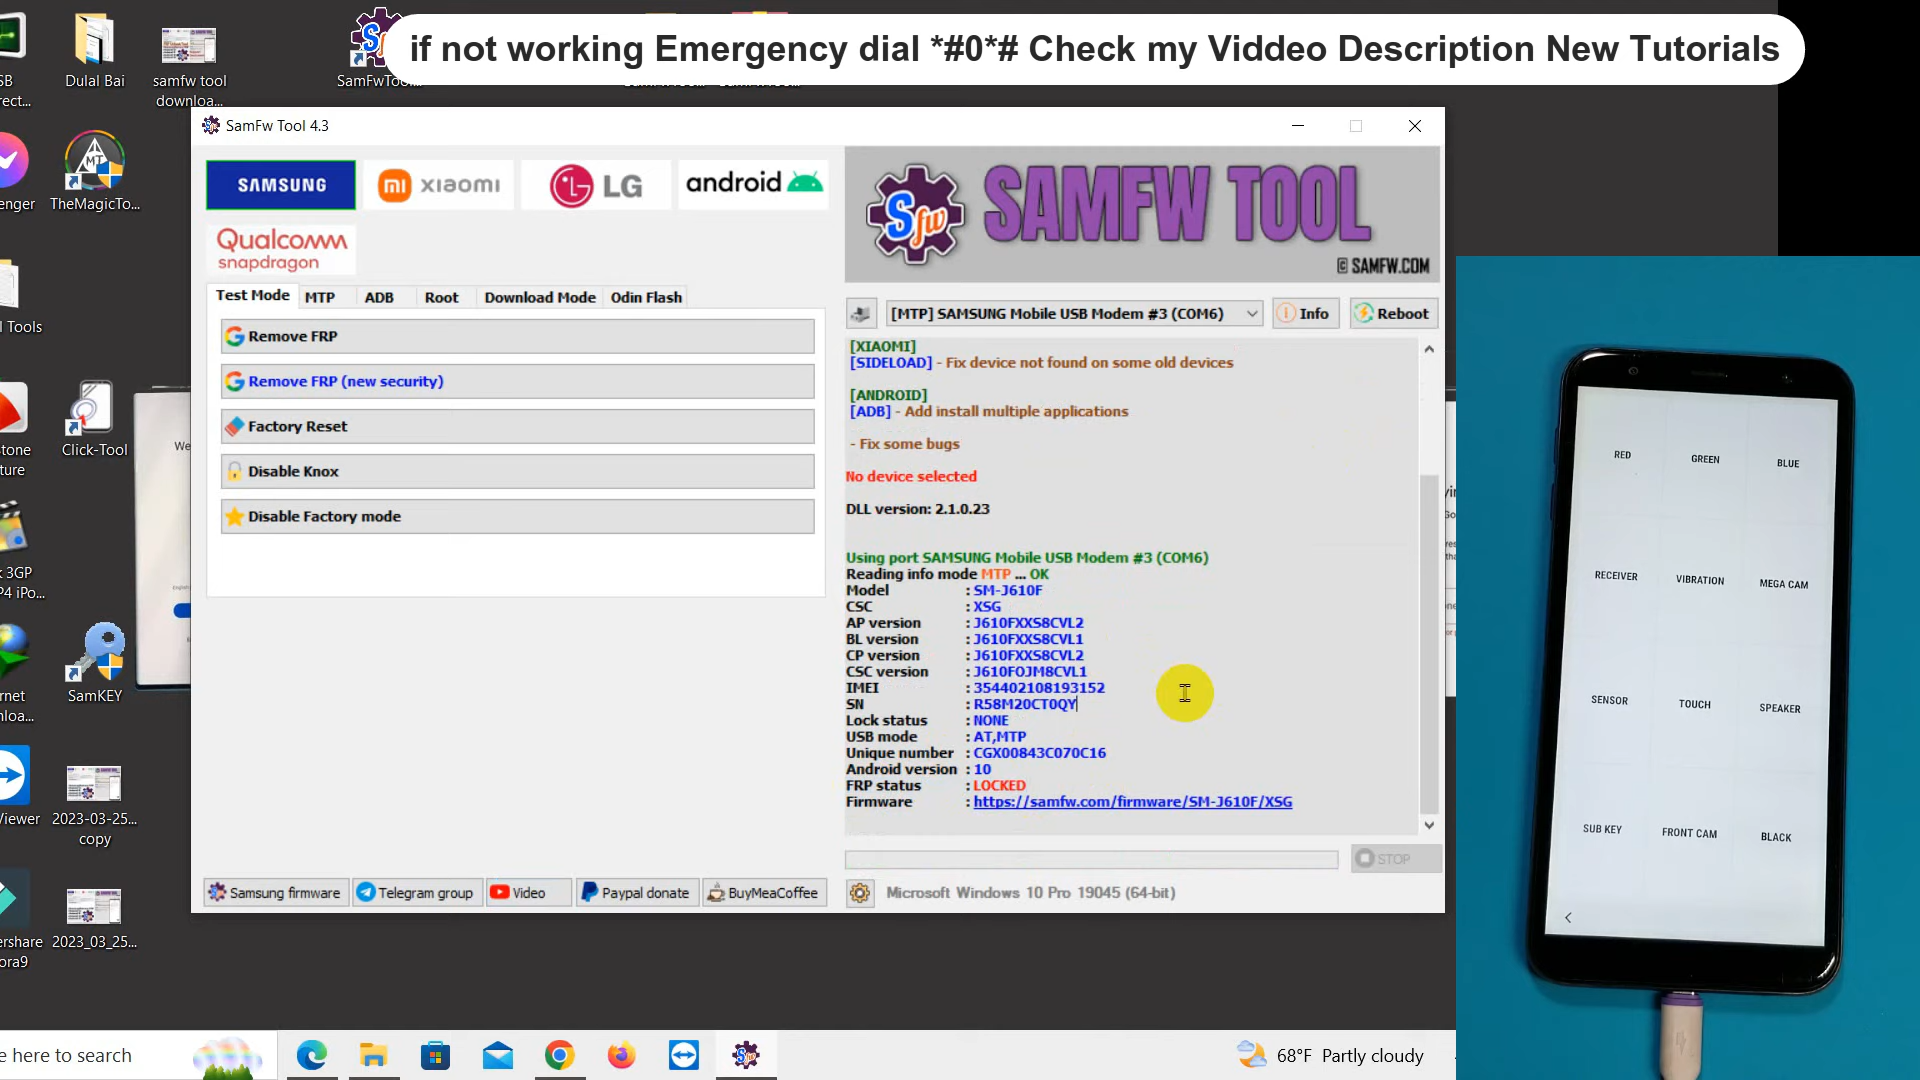 if not working Emergency dial *#0*# Check my Viddeo Description New Tutorials
SB
rect...
Dulal Bai
samfw tool
downloa...
SamFwTool...
enger
TheMagicTo...
l Tools
stone
ture
Click-Tool
k 3GP
P4 iPo...
rnet
nloa...
SamKEY
Viewer
2023-03-25...
copy
ershare
ora9
2023_03_25...
We
SamFw Tool 4.3
SAMSUNG
mi xiaomi
LG
android
Qualcomm
snapdragon
Test Mode
MTP
ADB
Root
Download Mode
Odin Flash
Remove FRP
Remove FRP (new security)
Factory Reset
Disable Knox
Disable Factory mode
Samsung firmware
Telegram group
Video
Paypal donate
BuyMeaCoffee
Sfw
SAMFW TOOL
© SAMFW.COM
[MTP] SAMSUNG Mobile USB Modem #3 (COM6)
Info
Reboot
[XIAOMI]
[SIDELOAD] - Fix device not found on some old devices
[ANDROID]
[ADB] - Add install multiple applications
- Fix some bugs
No device selected
DLL version: 2.1.0.23
Using port SAMSUNG Mobile USB Modem #3 (COM6)
Reading info mode MTP ... OK
Model : SM-J610F
CSC : XSG
AP version : J610FXXS8CVL2
BL version : J610FXXS8CVL1
CP version : J610FXXS8CVL2
CSC version : J610FOJM8CVL1
IMEI : 354402108193152
SN : R58M20CT0QY
Lock status : NONE
USB mode : AT,MTP
Unique number : CGX00843C070C16
Android version : 10
FRP status : LOCKED
Firmware : https://samfw.com/firmware/SM-J610F/XSG
STOP
Microsoft Windows 10 Pro 19045 (64-bit)
RED
GREEN
BLUE
RECEIVER
VIBRATION
MEGA CAM
SENSOR
TOUCH
SPEAKER
SUB KEY
FRONT CAM
BLACK
e here to search
68°F Partly cloudy